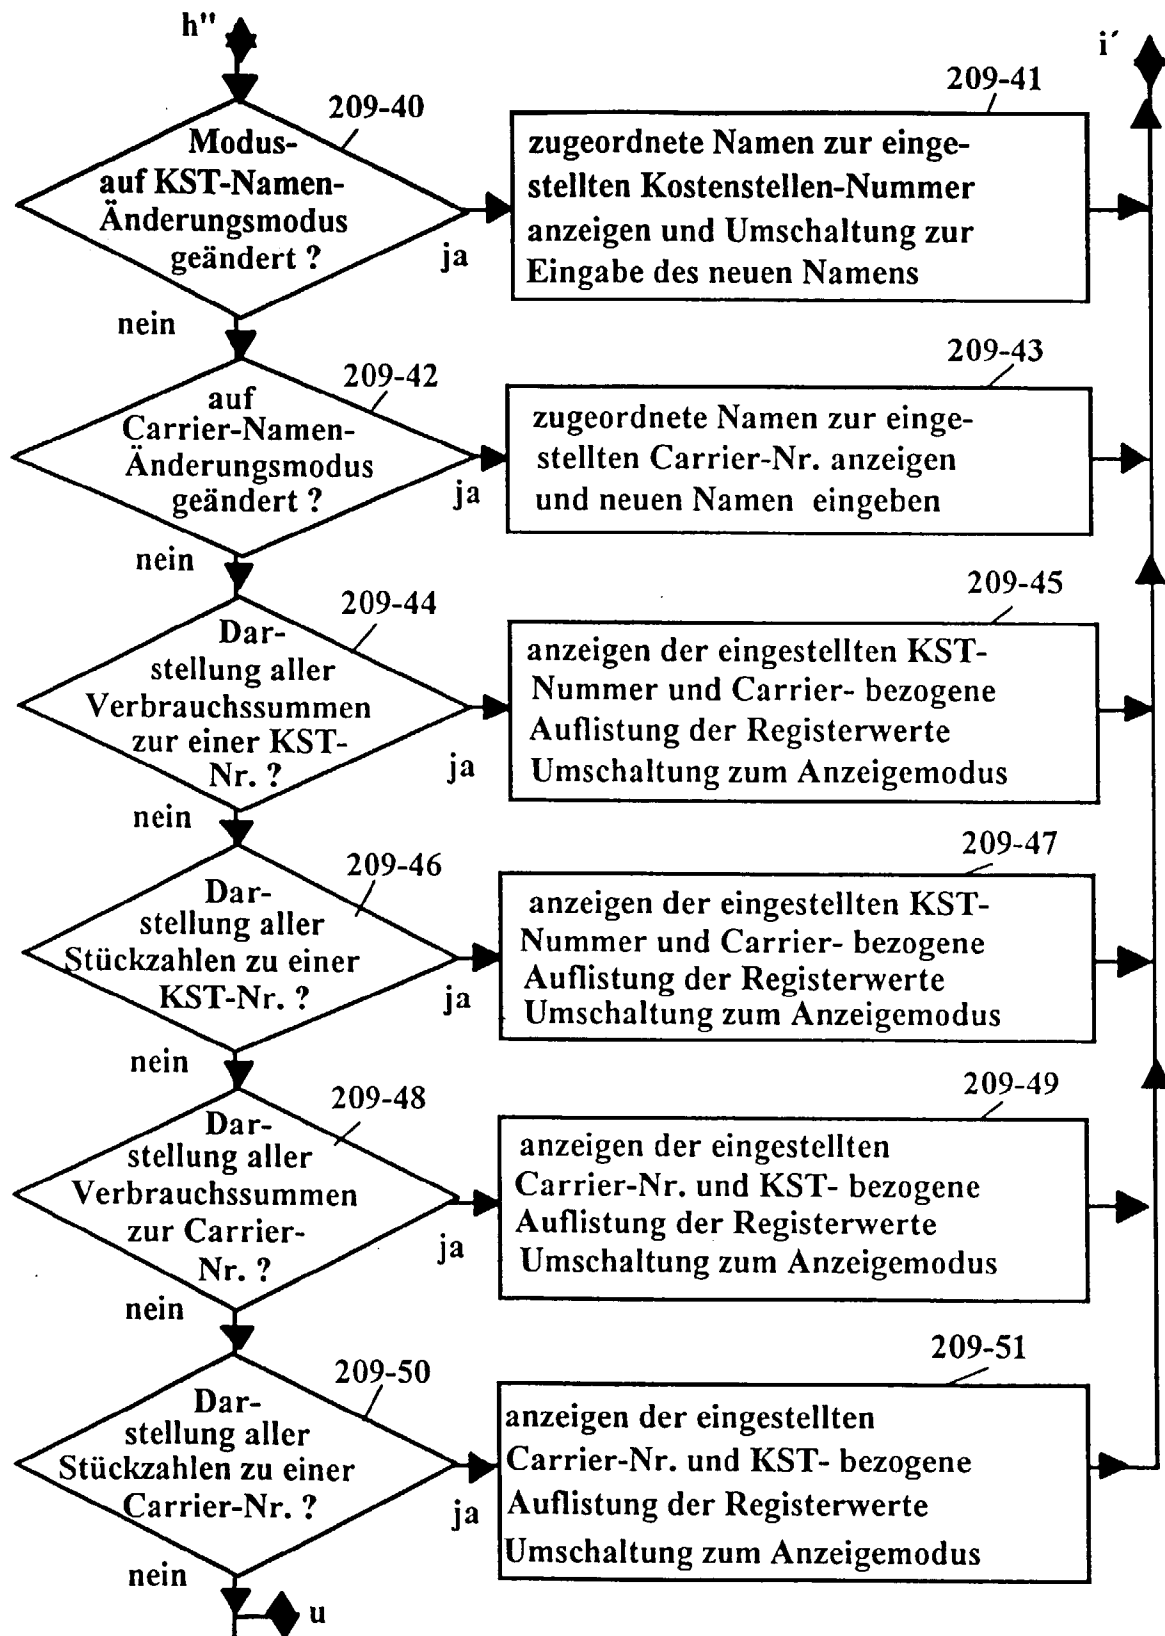 h"
i´
209-40
209-41
Modus-
auf KST-Namen-
Änderungsmodus
geändert ?
ja
zugeordnete Namen zur einge-
stellten Kostenstellen-Nummer
anzeigen und Umschaltung zur
Eingabe des neuen Namens
nein
209-42
209-43
auf
Carrier-Namen-
Änderungsmodus
geändert ?
ja
zugeordnete Namen zur einge-
stellten Carrier-Nr. anzeigen
und neuen Namen eingeben
nein
209-44
209-45
Dar-
stellung aller
Verbrauchssummen
zur einer KST-
Nr. ?
ja
anzeigen der eingestellten KST-
Nummer und Carrier- bezogene
Auflistung der Registerwerte
Umschaltung zum Anzeigemodus
nein
209-46
209-47
Dar-
stellung aller
Stückzahlen zu einer
KST-Nr. ?
ja
anzeigen der eingestellten KST-
Nummer und Carrier- bezogene
Auflistung der Registerwerte
Umschaltung zum Anzeigemodus
nein
209-48
209-49
Dar-
stellung aller
Verbrauchssummen
zur Carrier-
Nr. ?
ja
anzeigen der eingestellten
Carrier-Nr. und KST- bezogene
Auflistung der Registerwerte
Umschaltung zum Anzeigemodus
nein
209-50
209-51
Dar-
stellung aller
Stückzahlen zu einer
Carrier-Nr. ?
ja
anzeigen der eingestellten
Carrier-Nr. und KST- bezogene
Auflistung der Registerwerte
Umschaltung zum Anzeigemodus
nein
u